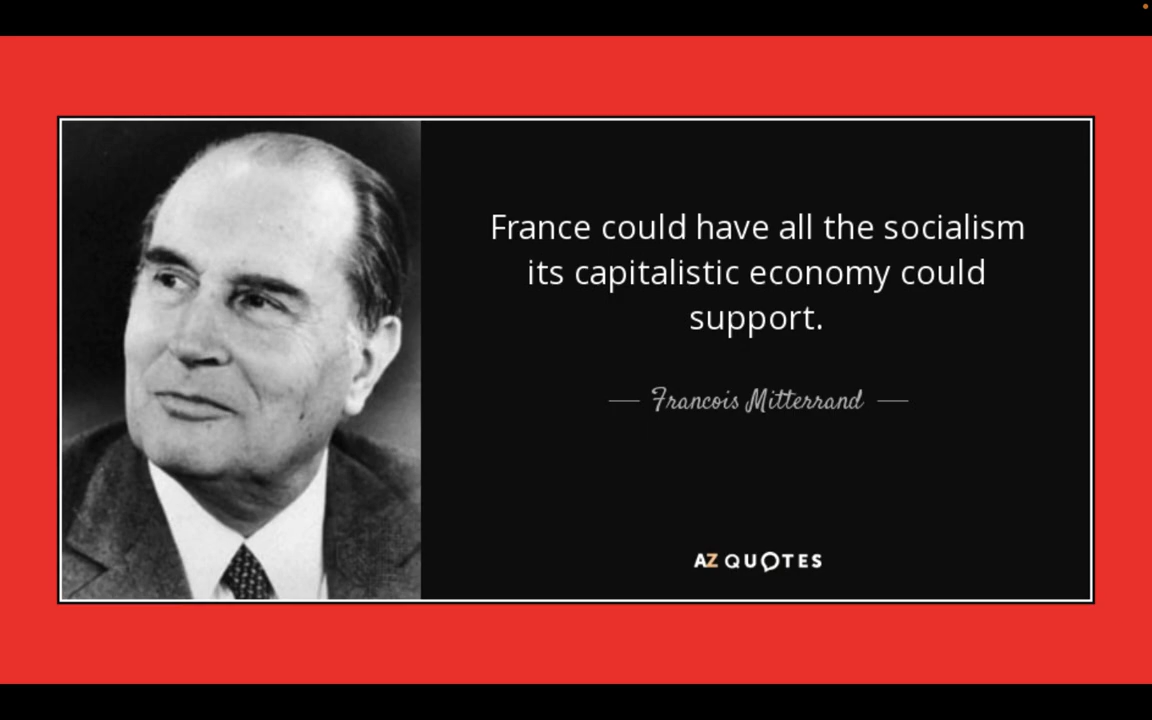 France could have all the socialism
its capitalistic economy could
support.
Francois Mitterrand
AZ QUOTES